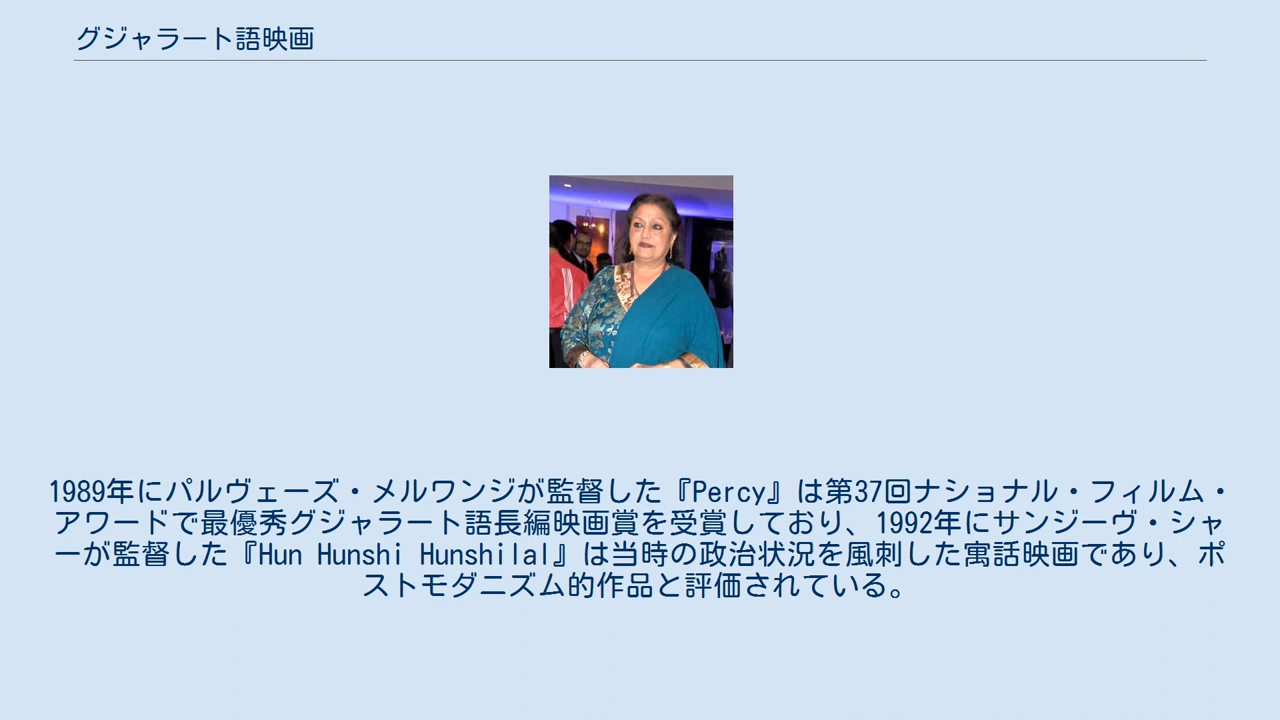 グジャラート語映画
1989年にパルヴェーズ・メルワンジが監督した『Percy』は第37回ナショナル・フィルム・
アワードで最優秀グジャラート語長編映画賞を受賞しており、1992年にサンジーヴ・シャ
ーが監督した『Hun Hunshi Hunshilal』は当時の政治状況を風刺した寓話映画であり、ポ
ストモダニズム的作品と評価されている。